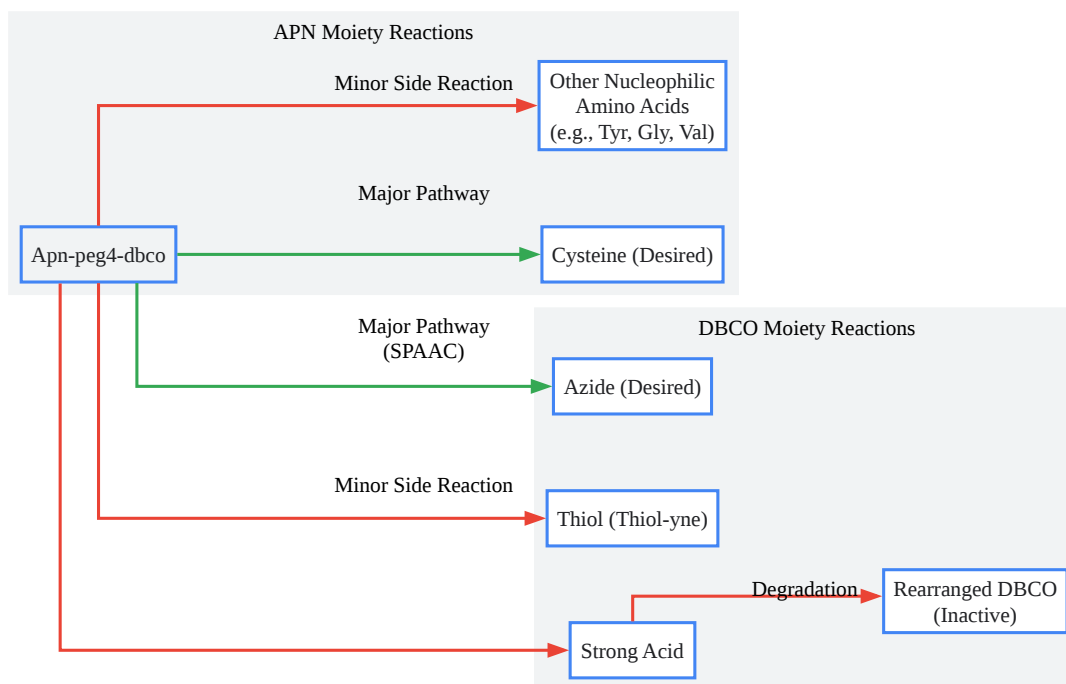 APN Moiety Reactions
Minor Side Reaction
Other Nucleophilic
Amino Acids
(e.g., Tyr, Gly, Val)
Major Pathway
Apn-peg4-dbco
Cysteine (Desired)
Major Pathway
(SPAAC)
DBCO Moiety Reactions
Azide (Desired)
Minor Side Reaction
Thiol (Thiol-yne)
Degradation
Rearranged DBCO
(Inactive)
Strong Acid